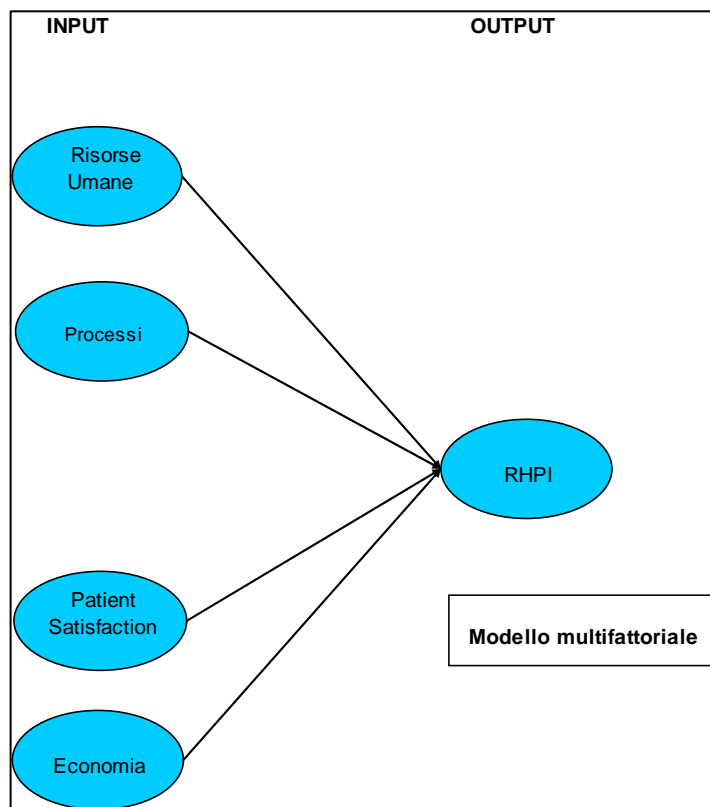 INPUT
OUTPUT
Risorse
Umane
Processi
RHPI
Patient
Satisfaction
Modello multifattoriale
Economia